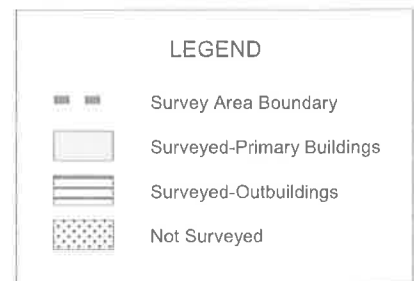 LEGEND
Survey Area Boundary
Surveyed-Primary Buildings
Surveyed-Outbuildings
Not Surveyed